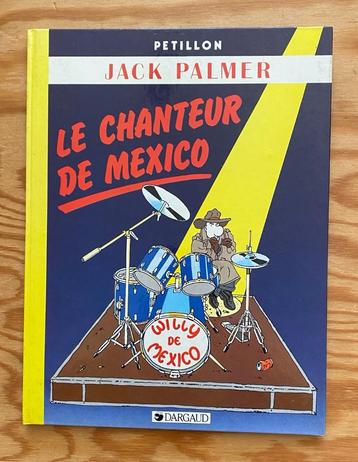 PETILLON
JACK PALMER
LE CHANTEUR
DE MEXICO
WILLY
DE
MEXICO
DARGAUD